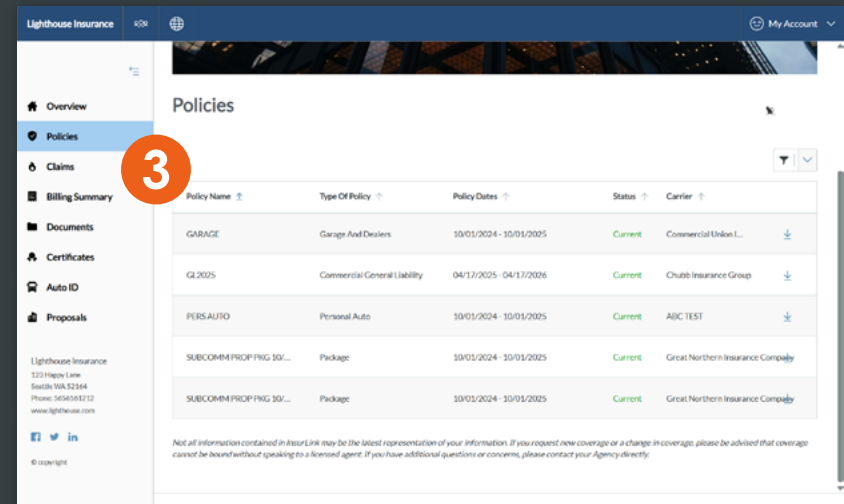 Lighthouse Insurance
My Account
Overview
Policies
Claims
Billing Summary
Documents
Certificates
Auto ID
Proposals
Lighthouse Insurance
123 Happy Lane
Seattle WA 52164
Phone: 5656561212
www.lighthouse.com
© copyright
3
Policies
Policy Name Type Of Policy Policy Dates Status Carrier
GARAGE Garage And Dealers 10/01/2024 - 10/01/2025 Current Commercial Union I...
GL2025 Commercial General Liability 04/17/2025 - 04/17/2026 Current Chubb Insurance Group
PERS AUTO Personal Auto 10/01/2024 - 10/01/2025 Current ABC TEST
SUBCOMM PROP PKG 10/... Package 10/01/2024 - 10/01/2025 Current Great Northern Insurance Company
SUBCOMM PROP PKG 10/... Package 10/01/2024 - 10/01/2025 Current Great Northern Insurance Company
Not all information contained in InsurLink may be the latest representation of your information. If you request new coverage or a change in coverage, please be advised that coverage
cannot be bound without speaking to a licensed agent. If you have additional questions or concerns, please contact your Agency directly.